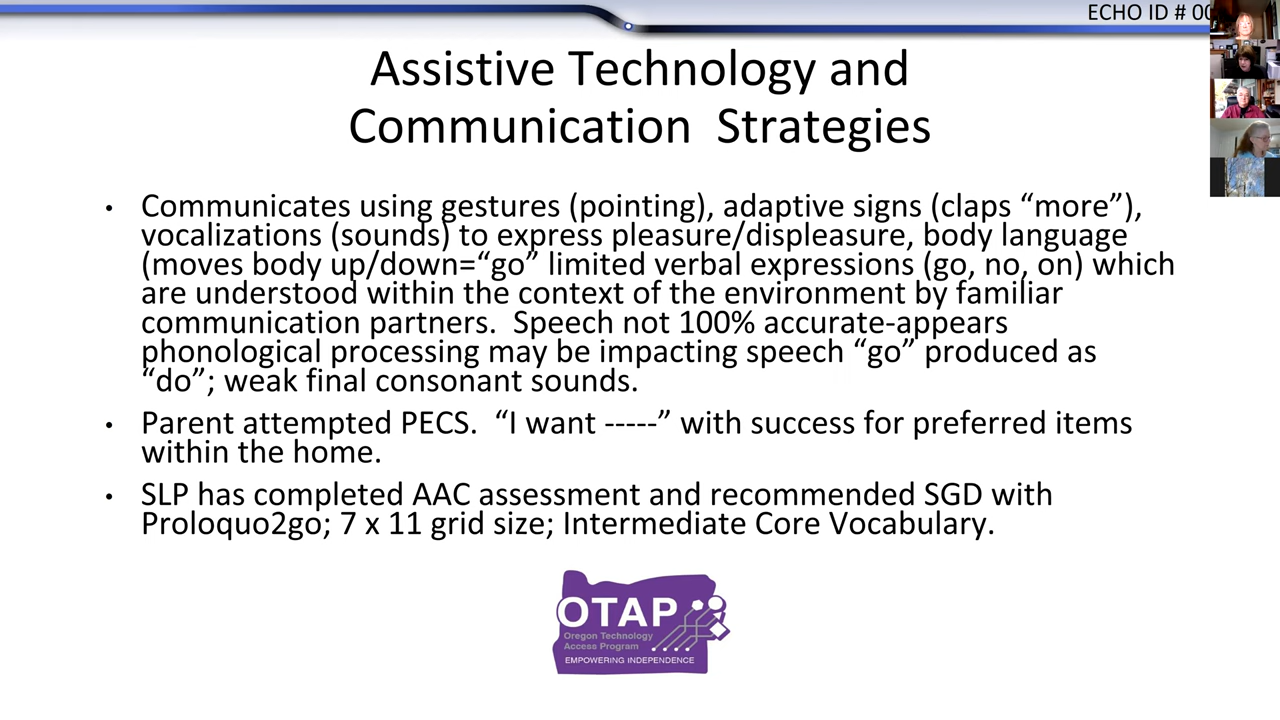 ECHO ID # 00
Assistive Technology and
Communication  Strategies
• Communicates using gestures (pointing), adaptive signs (claps “more”),
vocalizations (sounds) to express pleasure/displeasure, body language
(moves body up/down=“go” limited verbal expressions (go, no, on) which
are understood within the context of the environment by familiar
communication partners.  Speech not 100% accurate-appears
phonological processing may be impacting speech “go” produced as
“do”; weak final consonant sounds.
• Parent attempted PECS.  “I want -----” with success for preferred items
within the home.
• SLP has completed AAC assessment and recommended SGD with
Proloquo2go; 7 x 11 grid size; Intermediate Core Vocabulary.
OTAP
Oregon Technology
Access Program
EMPOWERING INDEPENDENCE